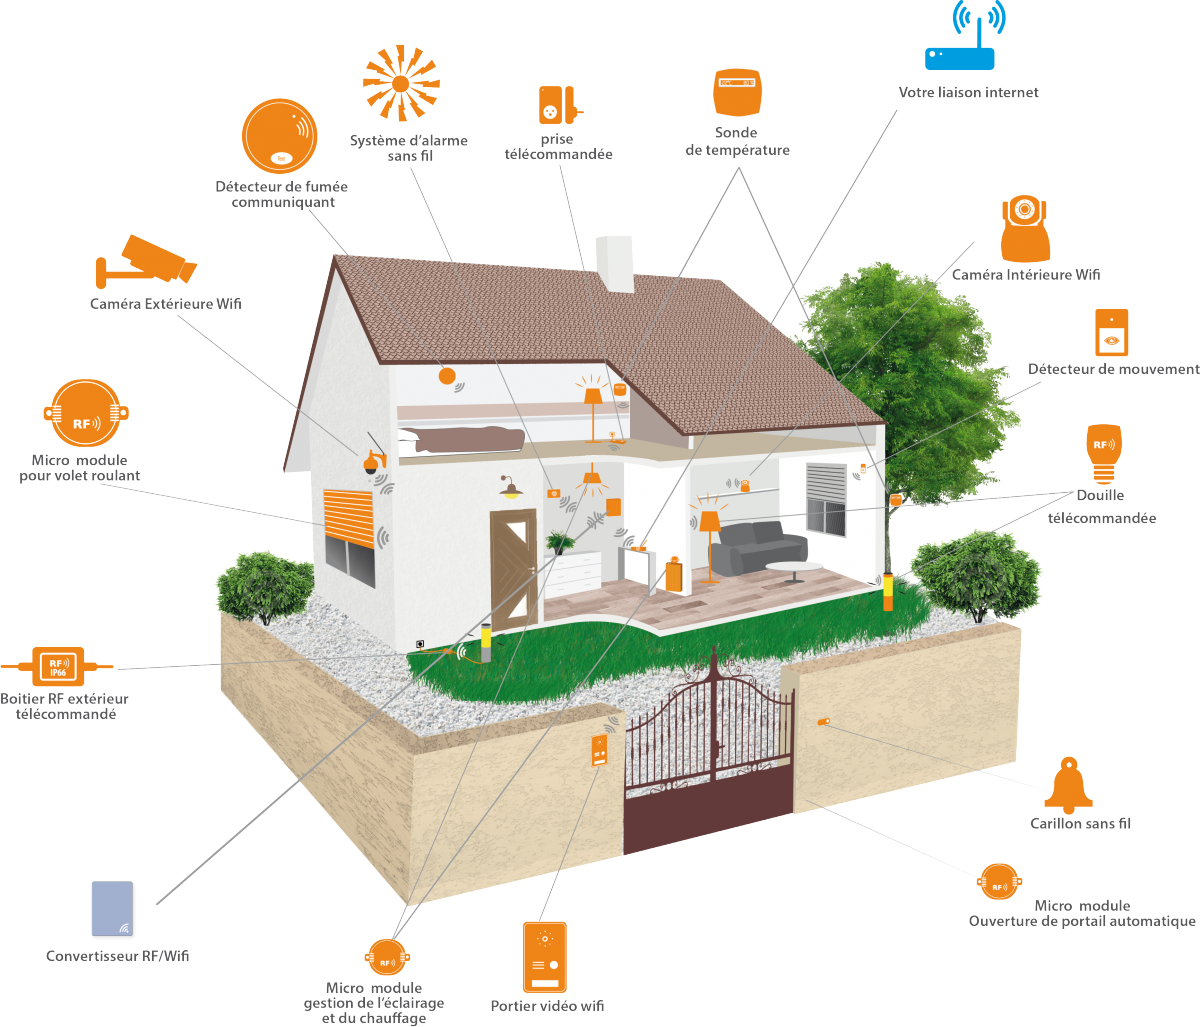 Votre liaison internet
Système d'alarme
sans fil
prise
télécommandée
Sonde
de température
Détecteur de fumée
communiquant
Caméra Extérieure Wifi
Caméra Intérieure Wifi
Détecteur de mouvement
RF
Micro module
pour volet roulant
RF
Douille
télécommandée
RF
IP66
Boitier RF extérieur
télécommandé
Carillon sans fil
RF
Micro module
Ouverture de portail automatique
Convertisseur RF/Wifi
RF
Micro module
gestion de l'éclairage
et du chauffage
Portier vidéo wifi